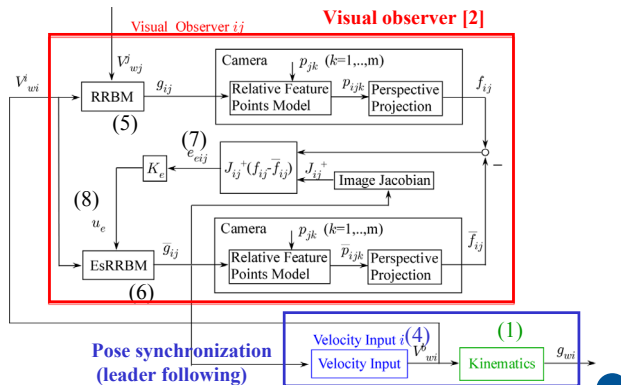 Visual observer [2]
Visual Observer ij
V^j_wj
V^i_wi
RRBM
g_ij
(5)
Camera
p_jk (k=1,..,m)
Relative Feature
Points Model
p_ijk
Perspective
Projection
f_ij
(7)
e_eij
K_e
J_ij^+(f_ij-f̅_ij)
J_ij^+
Image Jacobian
−
(8)
u_e
EsRRBM
g̅_ij
(6)
Camera
p_jk (k=1,..,m)
Relative Feature
Points Model
p̅_ijk
Perspective
Projection
f̅_ij
Pose synchronization
(leader following)
Velocity Input i
(4)
Velocity Input
V^b_wi
(1)
Kinematics
g_wi